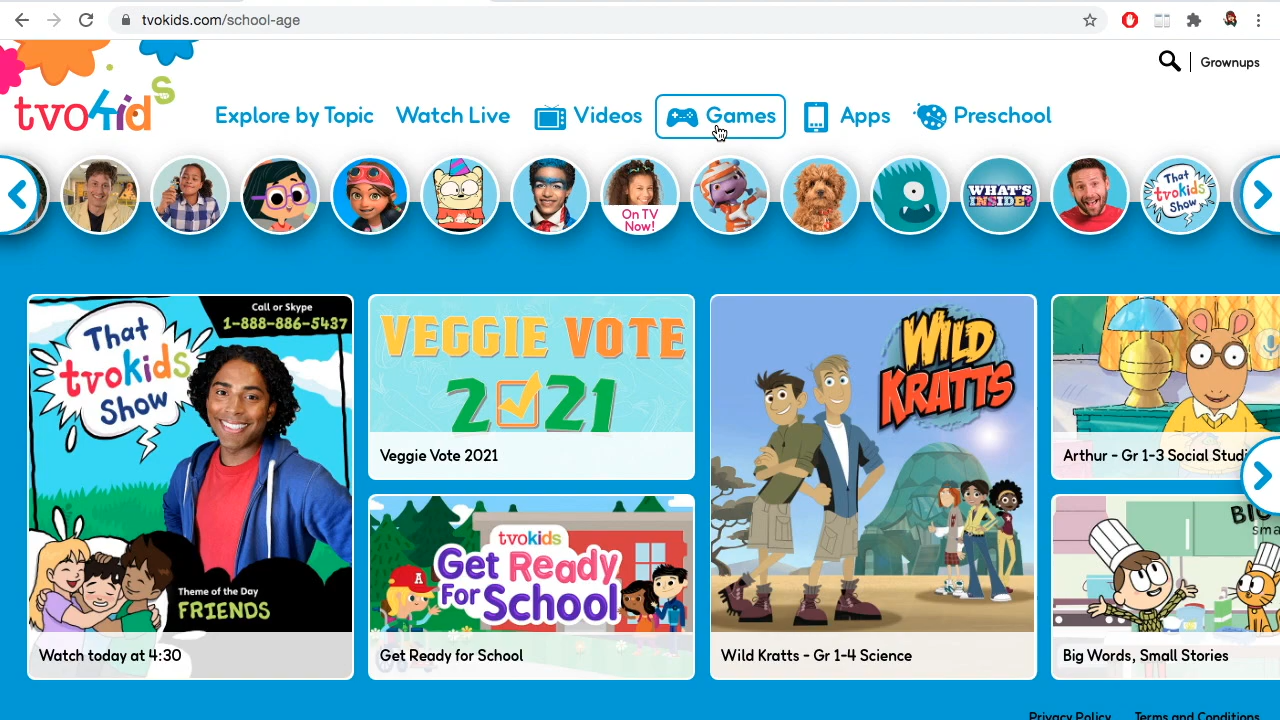 tvokids.com/school-age
Grownups
tvokids
Explore by Topic
Watch Live
Videos
Games
Apps
Preschool
On TV
Now!
WHAT'S
INSIDE?
That
tvokids
Show
Call or Skype
1-888-886-5437
That
tvokids
Show
Theme of the Day
FRIENDS
Watch today at 4:30
VEGGIE VOTE
2021
Veggie Vote 2021
tvokids
Get Ready
For School
A
Get Ready for School
WILD
KRATTS
Wild Kratts - Gr 1-4 Science
Arthur - Gr 1-3 Social Studi
BIG
sma
Big Words, Small Stories
Privacy Policy
Terms and Conditions